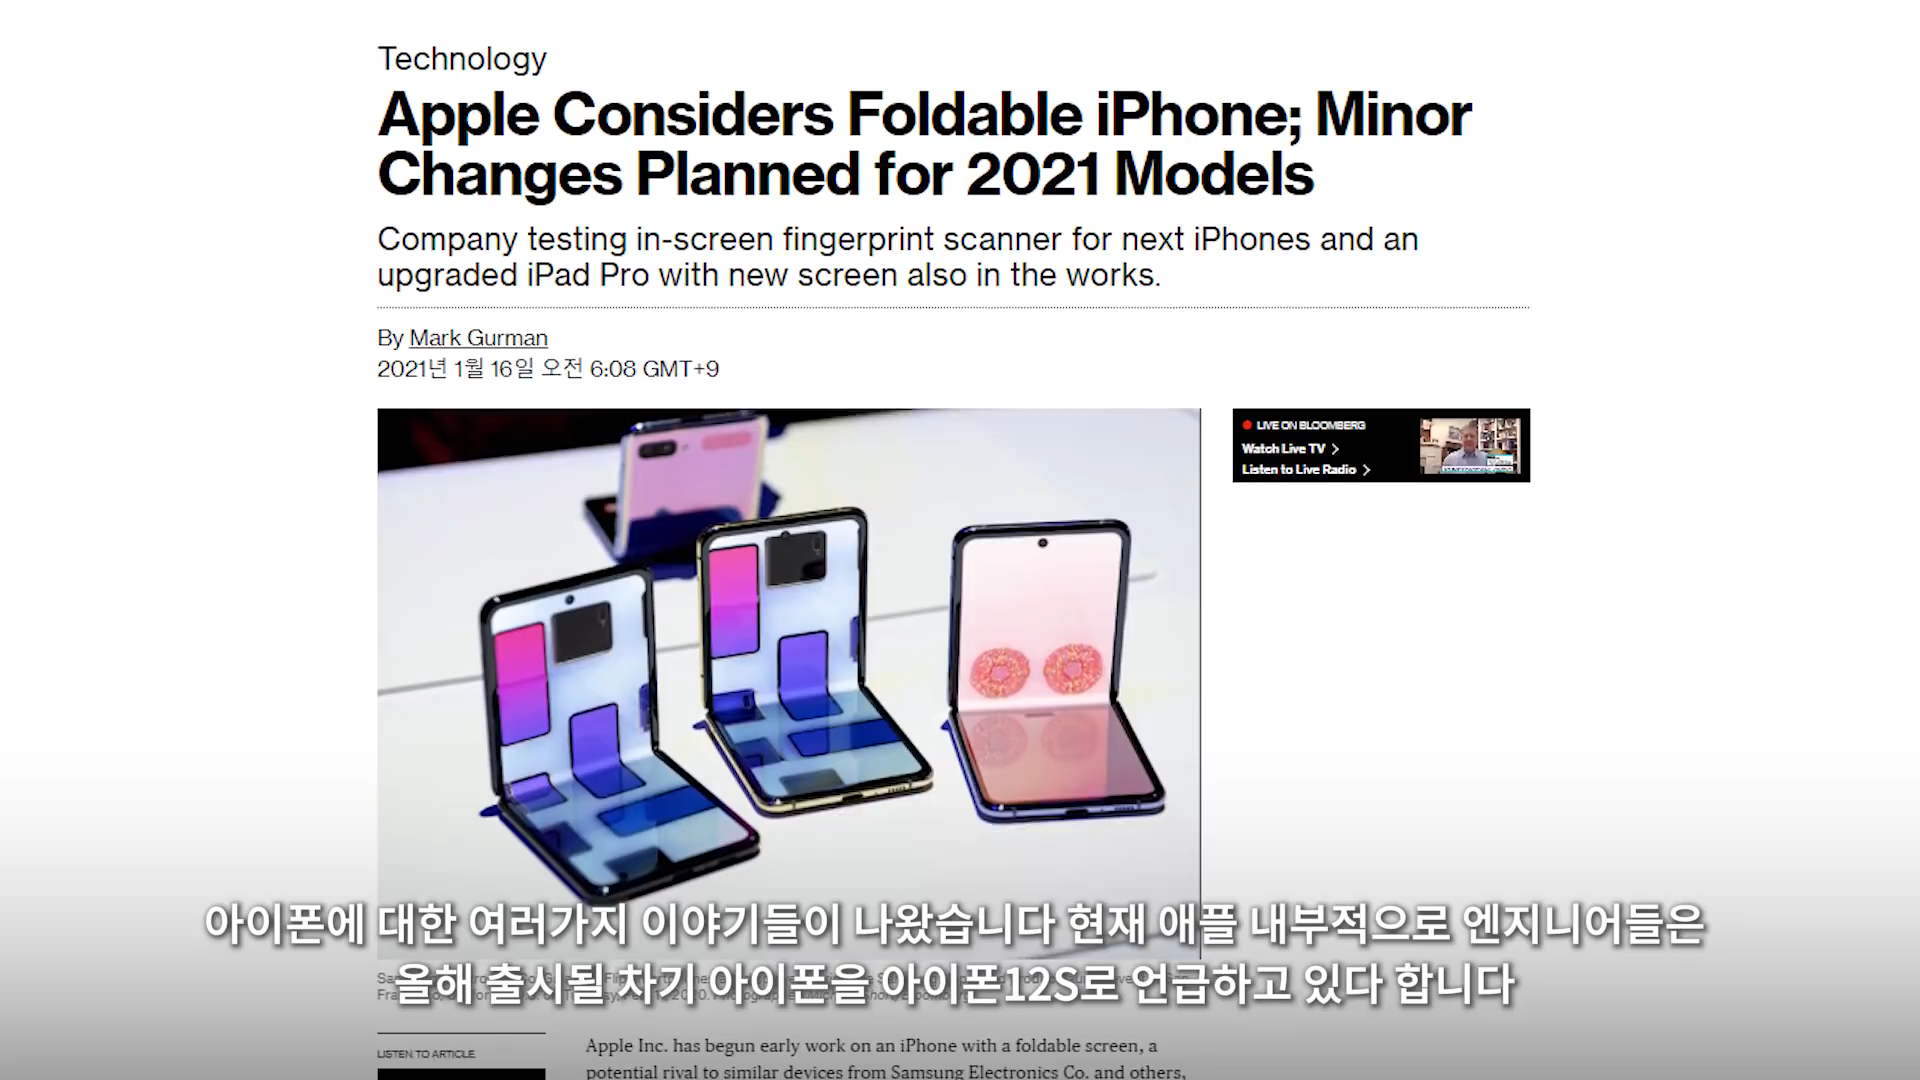 Technology
Apple Considers Foldable iPhone; Minor
Changes Planned for 2021 Models
Company testing in-screen fingerprint scanner for next iPhones and an
upgraded iPad Pro with new screen also in the works.
By Mark Gurman
2021년 1월 16일 오전 6:08 GMT+9
LIVE ON BLOOMBERG
Watch Live TV
Listen to Live Radio
아이폰에 대한 여러가지 이야기들이 나왔습니다 현재 애플 내부적으로 엔지니어들은
올해 출시될 차기 아이폰을 아이폰12S로 언급하고 있다 합니다
LISTEN TO ARTICLE
Apple Inc. has begun early work on an iPhone with a foldable screen, a
potential rival to similar devices from Samsung Electronics Co. and others,